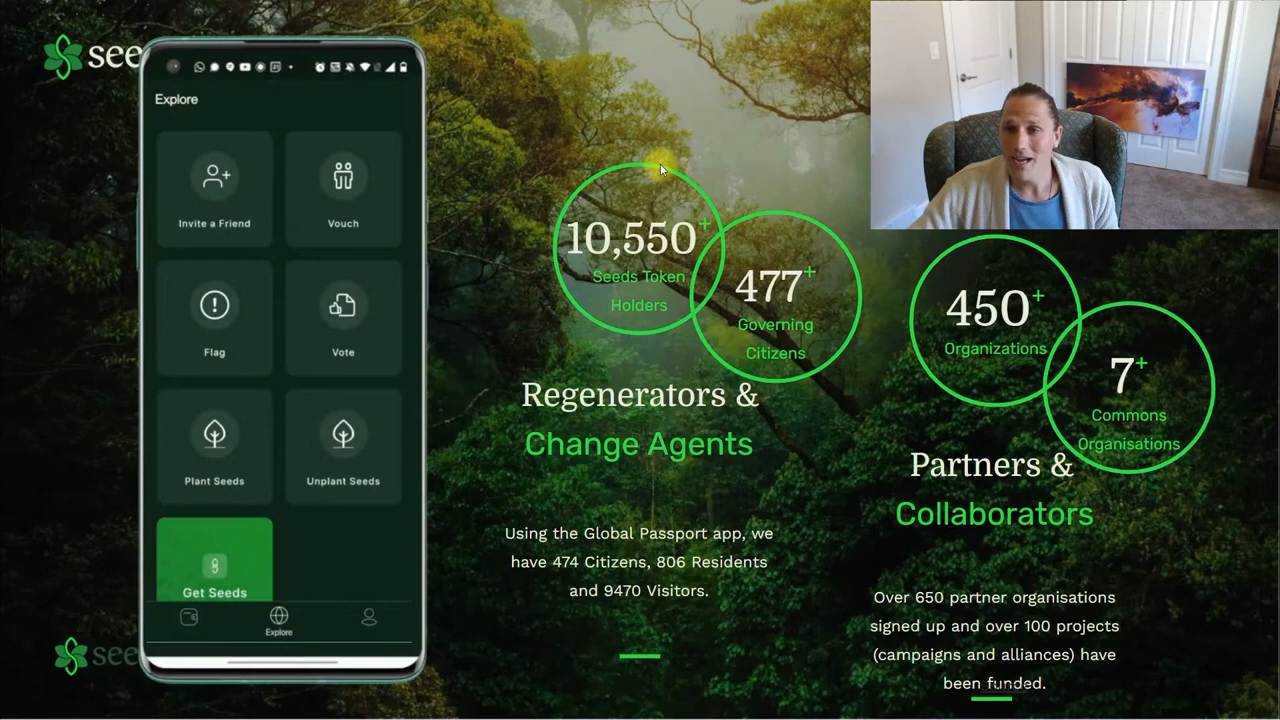 see
Explore
Invite a Friend
Vouch
Flag
Vote
Plant Seeds
Unplant Seeds
Get Seeds
Explore
see
10,550+
Seeds Token
Holders
477+
Governing
Citizens
Regenerators &
Change Agents
Using the Global Passport app, we
have 474 Citizens, 806 Residents
and 9470 Visitors.
450+
Organizations
7+
Commons
Organisations
Partners &
Collaborators
Over 650 partner organisations
signed up and over 100 projects
(campaigns and alliances) have
been funded.